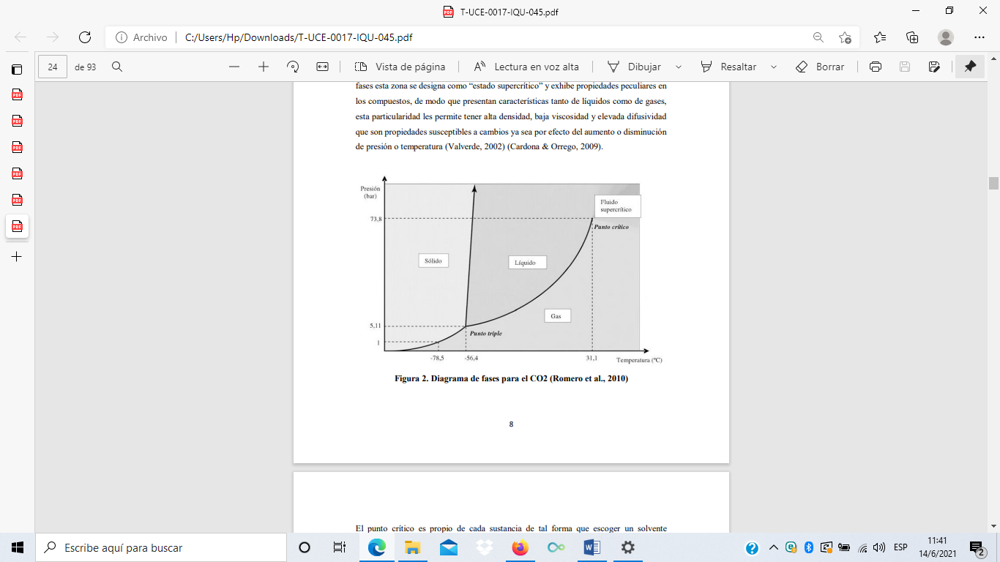 T-UCE-0017-IQU-045.pdf
Archivo
C:/Users/Hp/Downloads/T-UCE-0017-IQU-045.pdf
24 de 93
Vista de página
Lectura en voz alta
Dibujar
Resaltar
Borrar
fases esta zona se designa como “estado supercrítico” y exhibe propiedades peculiares en
los compuestos, de modo que presentan características tanto de líquidos como de gases,
esta particularidad les permite tener alta densidad, baja viscosidad y elevada difusividad
que son propiedades susceptibles a cambios ya sea por efecto del aumento o disminución
de presión o temperatura (Valverde, 2002) (Cardona & Orrego, 2009).
Presión
(bar)
Fluido
supercrítico
73,8
Punto crítico
Sólido
Líquido
Gas
5,11
Punto triple
1
-78,5
-56,4
31,1
Temperatura (ºC)
Figura 2. Diagrama de fases para el CO2 (Romero et al., 2010)
8
El punto crítico es propio de cada sustancia de tal forma que escoger un solvente
Escribe aquí para buscar
ESP
11:41
14/6/2021
2